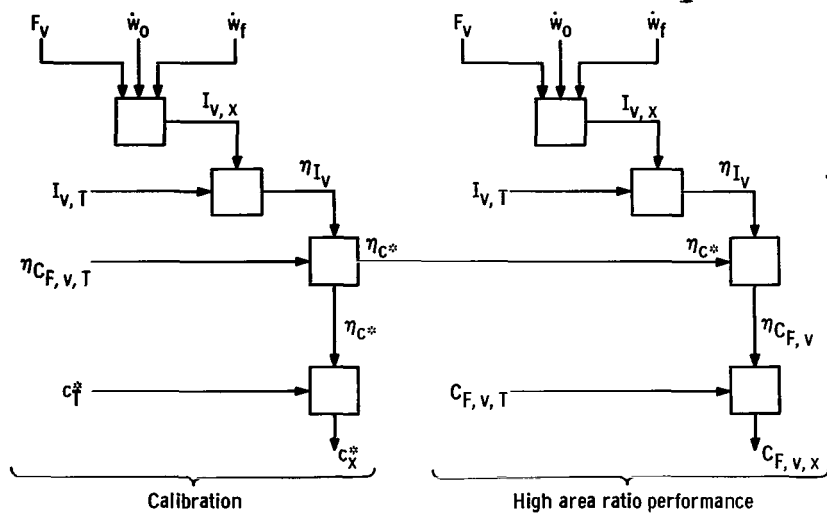 F_v ẇ_o ẇ_f
I_v, x
I_v, T
η_I_v
η_C_F, v, T
η_c*
η_c*
c*_T
c*_x
Calibration
F_v ẇ_o ẇ_f
I_v, x
I_v, T
η_I_v
η_c*
η_C_F, v
C_F, v, T
C_F, v, x
High area ratio performance